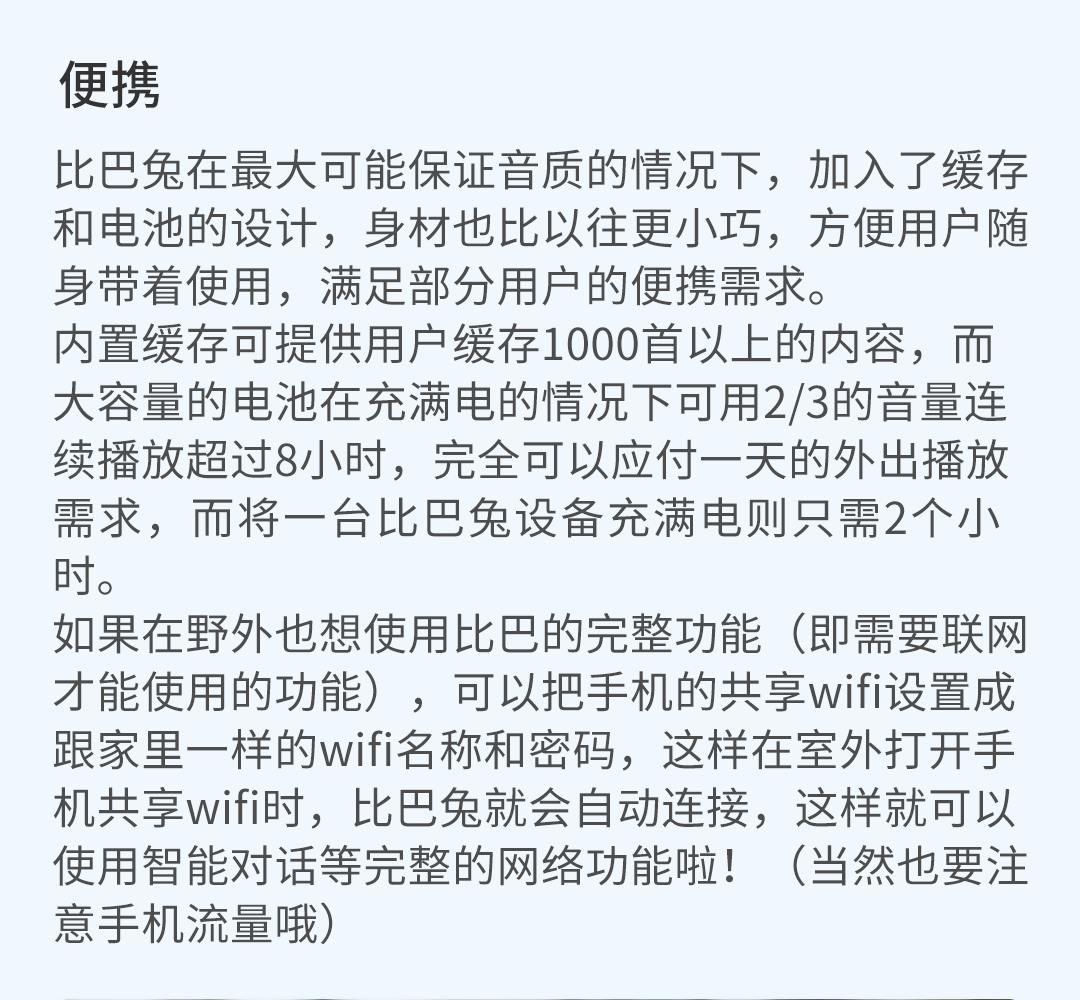 便携
比巴兔在最大可能保证音质的情况下，加入了缓存
和电池的设计，身材也比以往更小巧，方便用户随
身带着使用，满足部分用户的便携需求。
内置缓存可提供用户缓存1000首以上的内容，而
大容量的电池在充满电的情况下可用2/3的音量连
续播放超过8小时，完全可以应付一天的外出播放
需求，而将一台比巴兔设备充满电则只需2个小
时。
如果在野外也想使用比巴的完整功能（即需要联网
才能使用的功能），可以把手机的共享wifi设置成
跟家里一样的wifi名称和密码，这样在室外打开手
机共享wifi时，比巴兔就会自动连接，这样就可以
使用智能对话等完整的网络功能啦！（当然也要注
意手机流量哦）